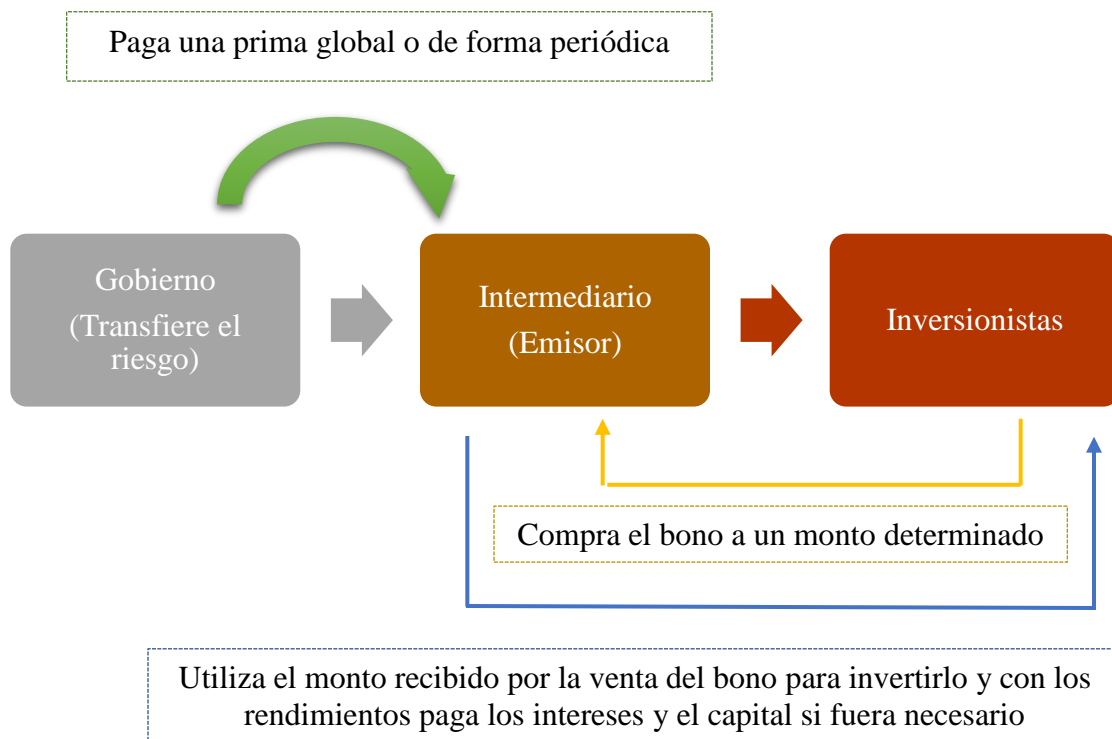 Paga una prima global o de forma periódica
Gobierno
(Transfiere el
riesgo)
Intermediario
(Emisor)
Inversionistas
Compra el bono a un monto determinado
Utiliza el monto recibido por la venta del bono para invertirlo y con los
rendimientos paga los intereses y el capital si fuera necesario